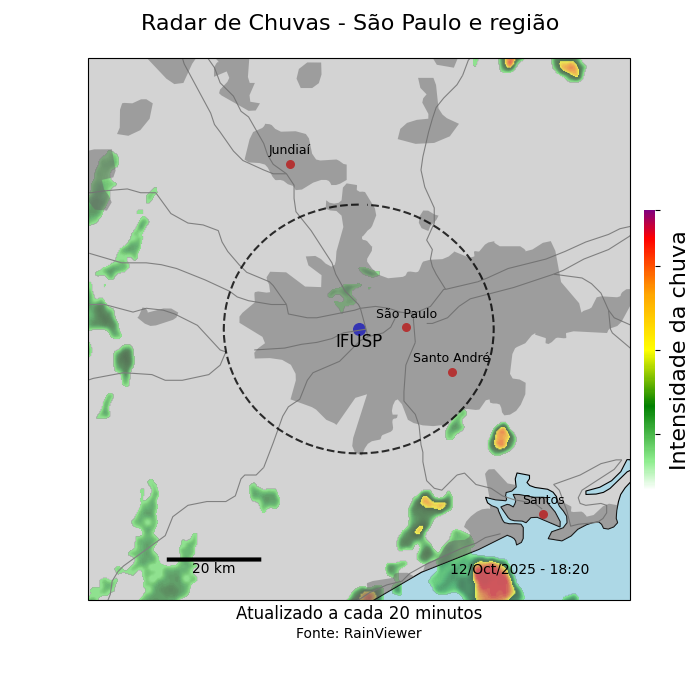 Radar de Chuvas - São Paulo e região
Jundiaí
São Paulo
IFUSP
Santo André
Santos
20 km
12/Oct/2025 - 18:20
Intensidade da chuva
Atualizado a cada 20 minutos
Fonte: RainViewer